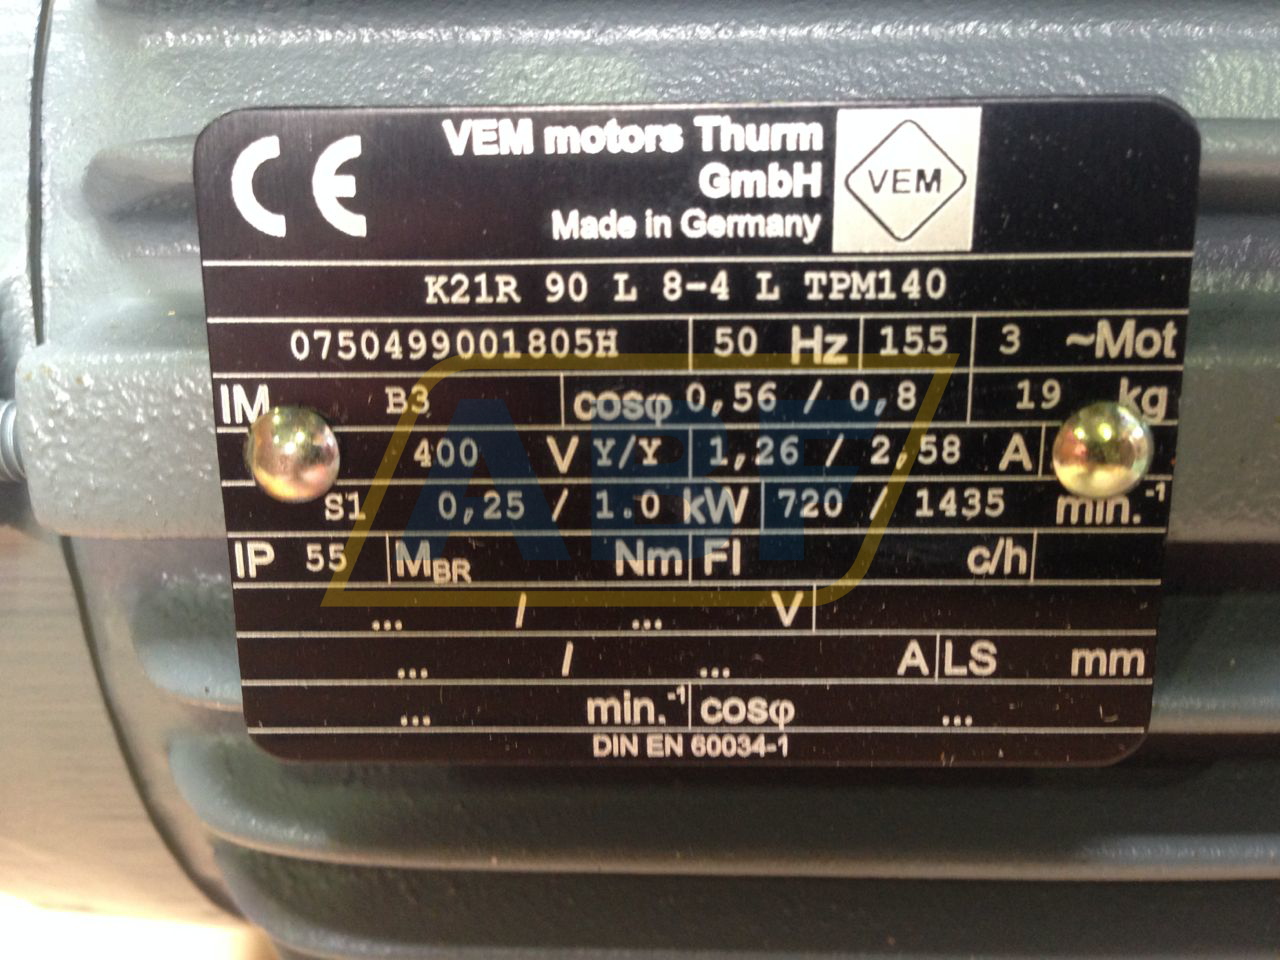 CE VEM motors Thurm
GmbH
Made in Germany
VEM
K21R 90 L 8-4 L TPM140
0750499001805H 50 Hz 155 3 ~Mot
IM B3 cosφ 0,56 / 0,8 19 kg
400 V Y/Y 1,26 / 2,58 A
S1 0,25 / 1.0 kW 720 / 1435 min.-1
IP 55 MBR Nm FI c/h
... / ... V
... / ... A LS mm
... min.-1 cosφ ...
DIN EN 60034-1
ABF